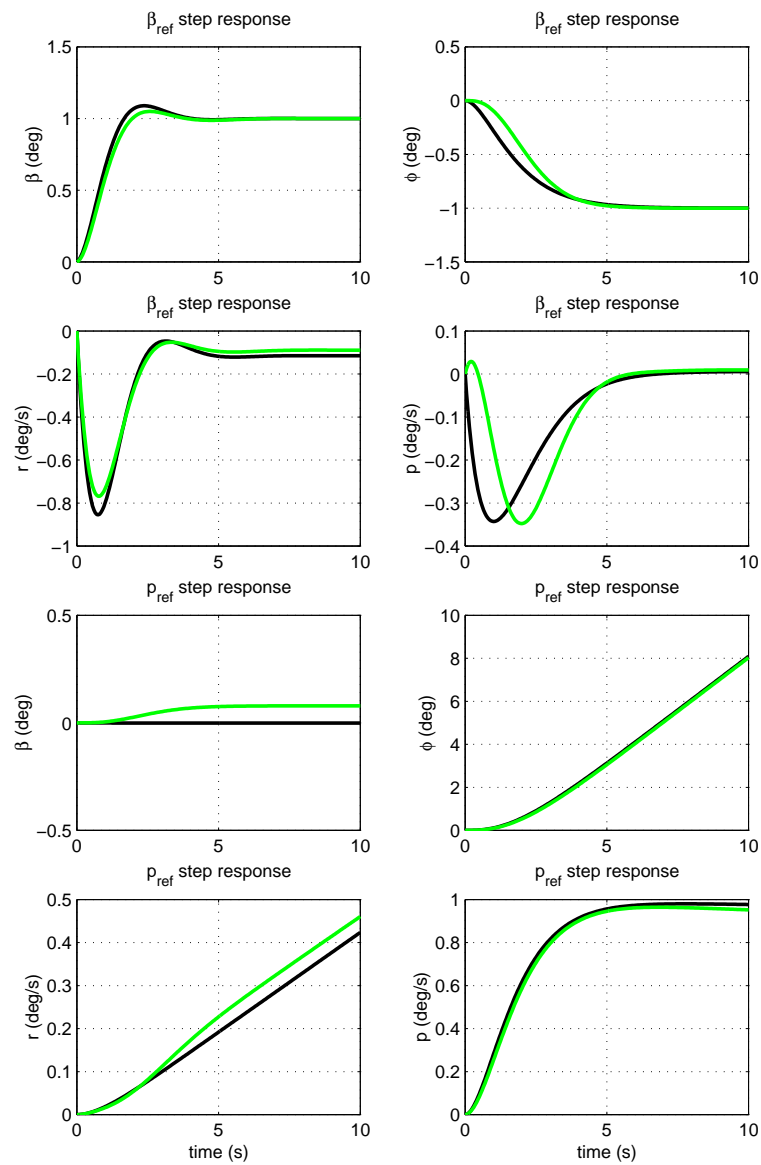 β_ref step response
1.5
1
0.5
0
β (deg)
0 5 10
β_ref step response
0.5
0
−0.5
−1
−1.5
φ (deg)
0 5 10
β_ref step response
0
−0.2
−0.4
−0.6
−0.8
−1
r (deg/s)
0 5 10
β_ref step response
0.1
0
−0.1
−0.2
−0.3
−0.4
p (deg/s)
0 5 10
p_ref step response
0.5
0
−0.5
β (deg)
0 5 10
p_ref step response
10
8
6
4
2
0
φ (deg)
0 5 10
p_ref step response
0.5
0.4
0.3
0.2
0.1
0
r (deg/s)
0 5 10
time (s)
p_ref step response
1
0.8
0.6
0.4
0.2
0
p (deg/s)
0 5 10
time (s)